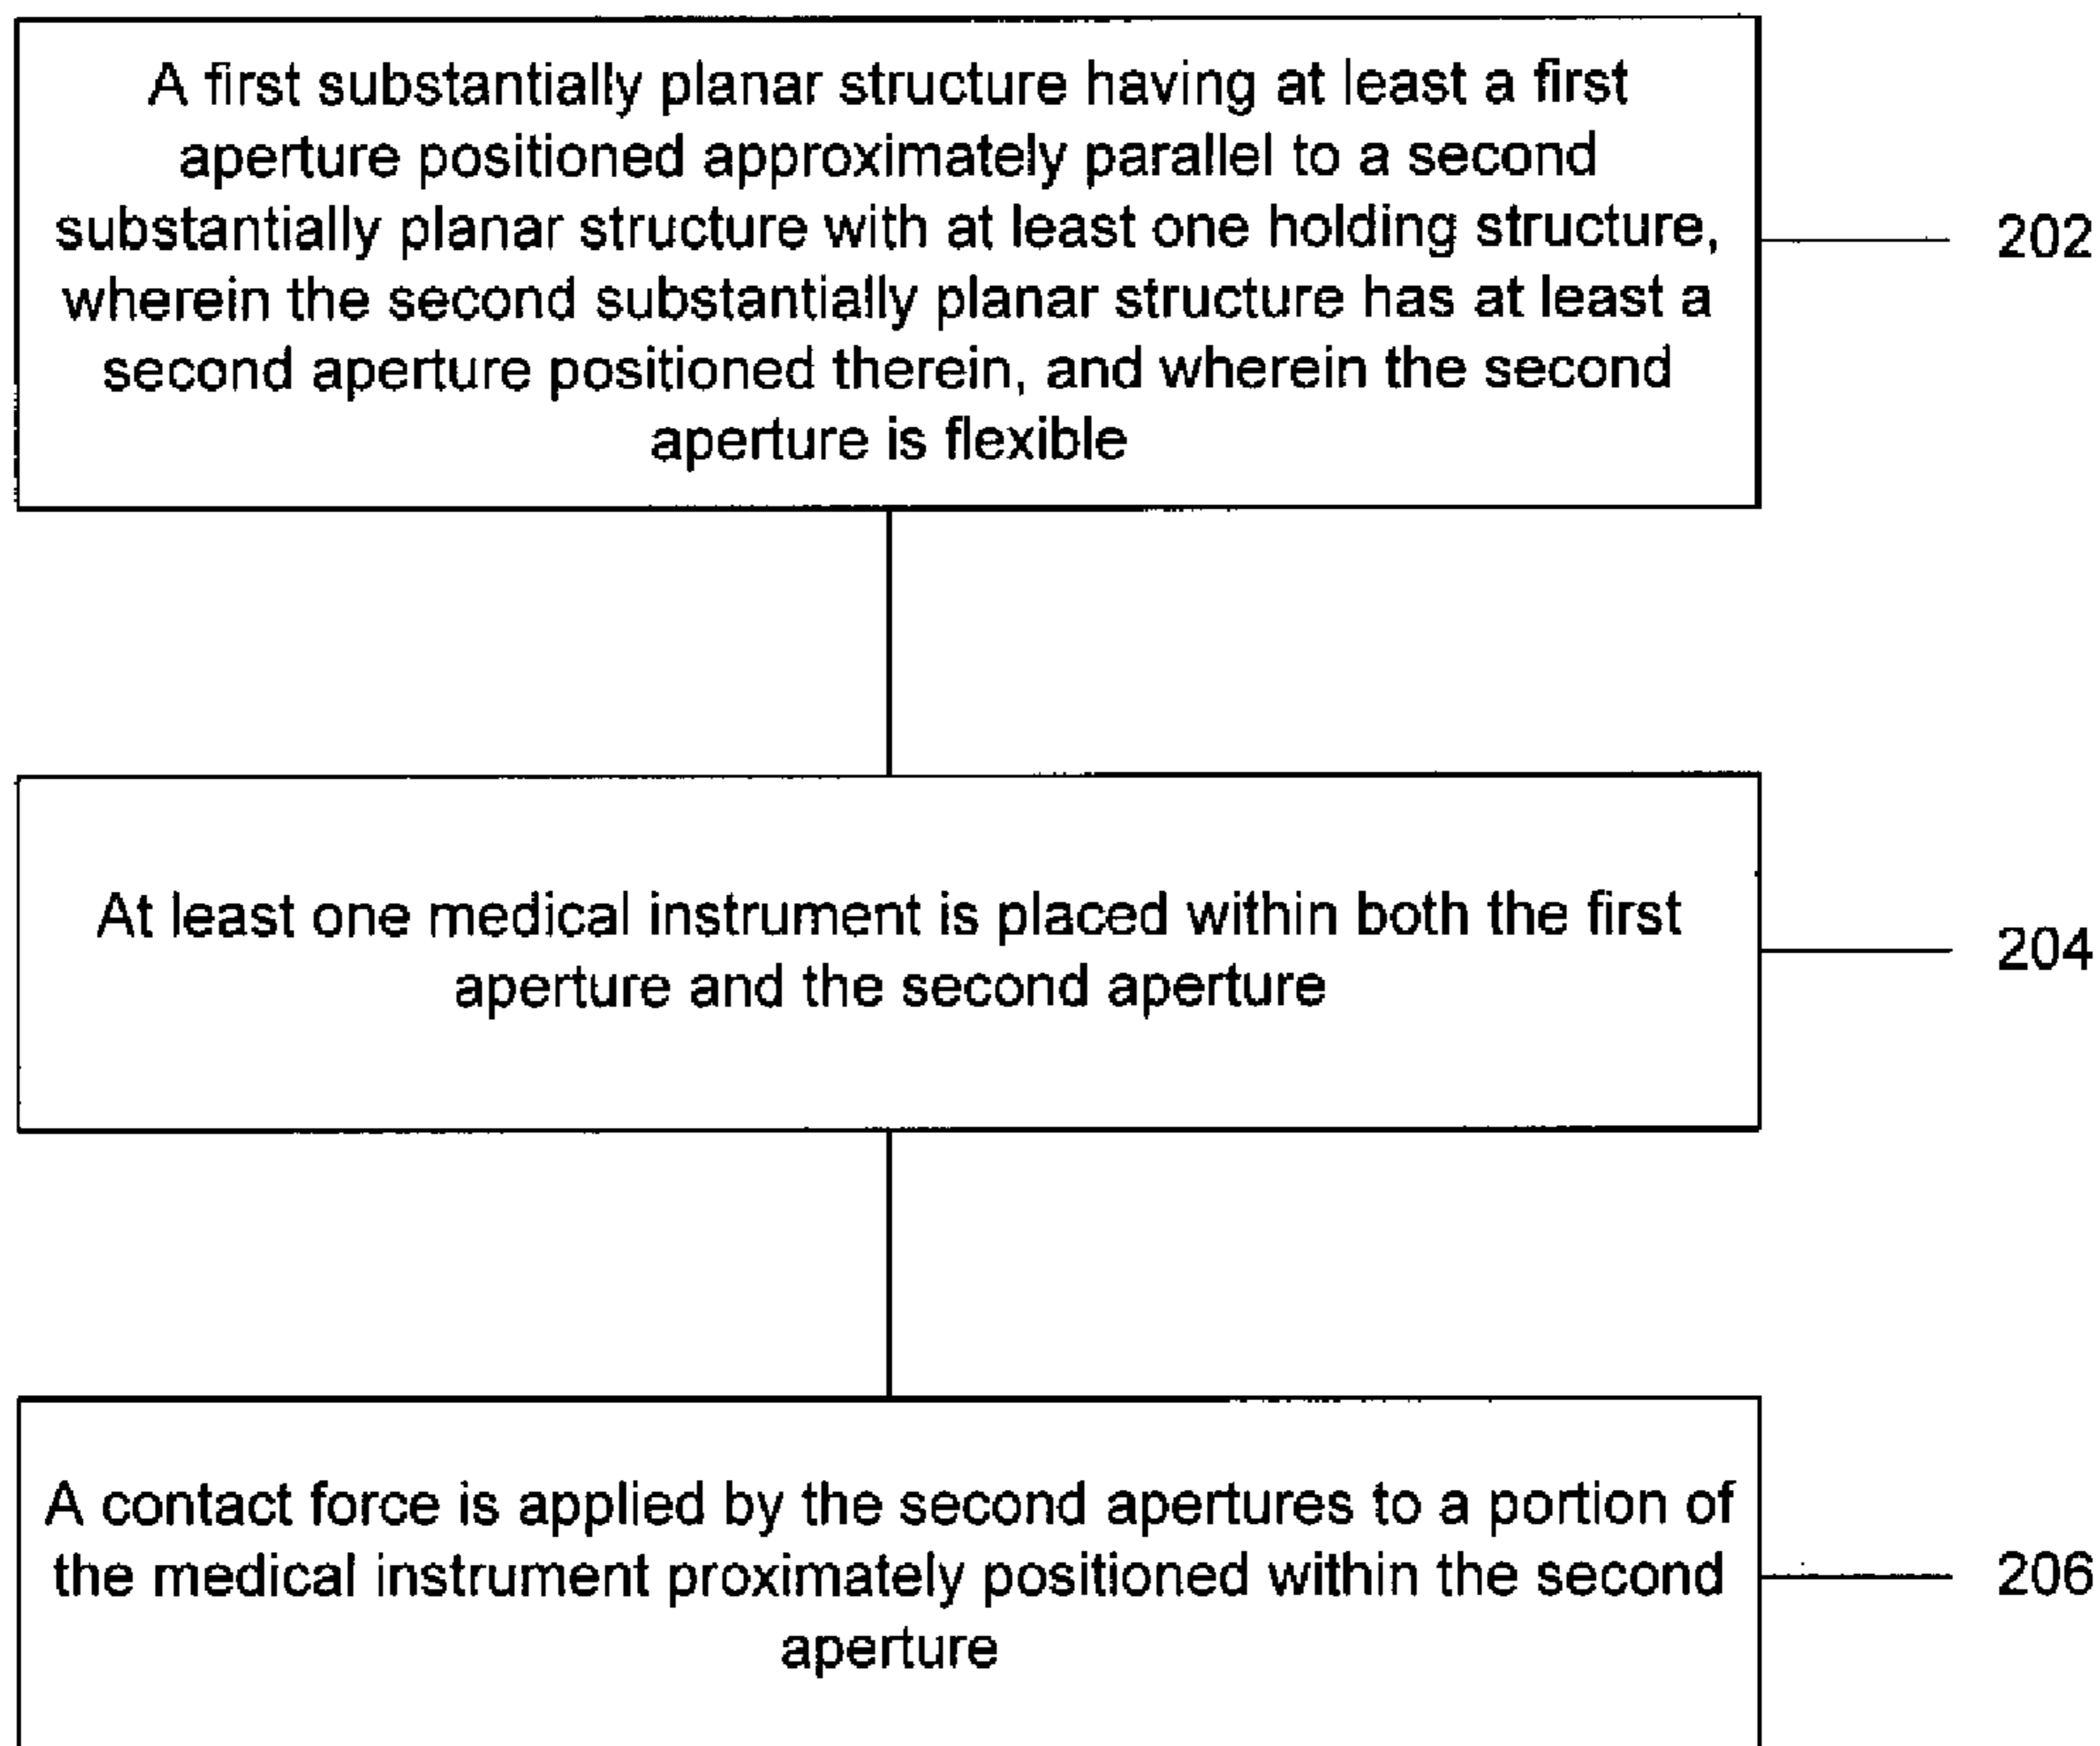 A first substantially planar structure having at least a first
aperture positioned approximately parallel to a second
substantially planar structure with at least one holding structure,
wherein the second substantially planar structure has at least a
second aperture positioned therein, and wherein the second
aperture is flexible
202
At least one medical instrument is placed within both the first
aperture and the second aperture
204
A contact force is applied by the second apertures to a portion of
the medical instrument proximately positioned within the second
aperture
206